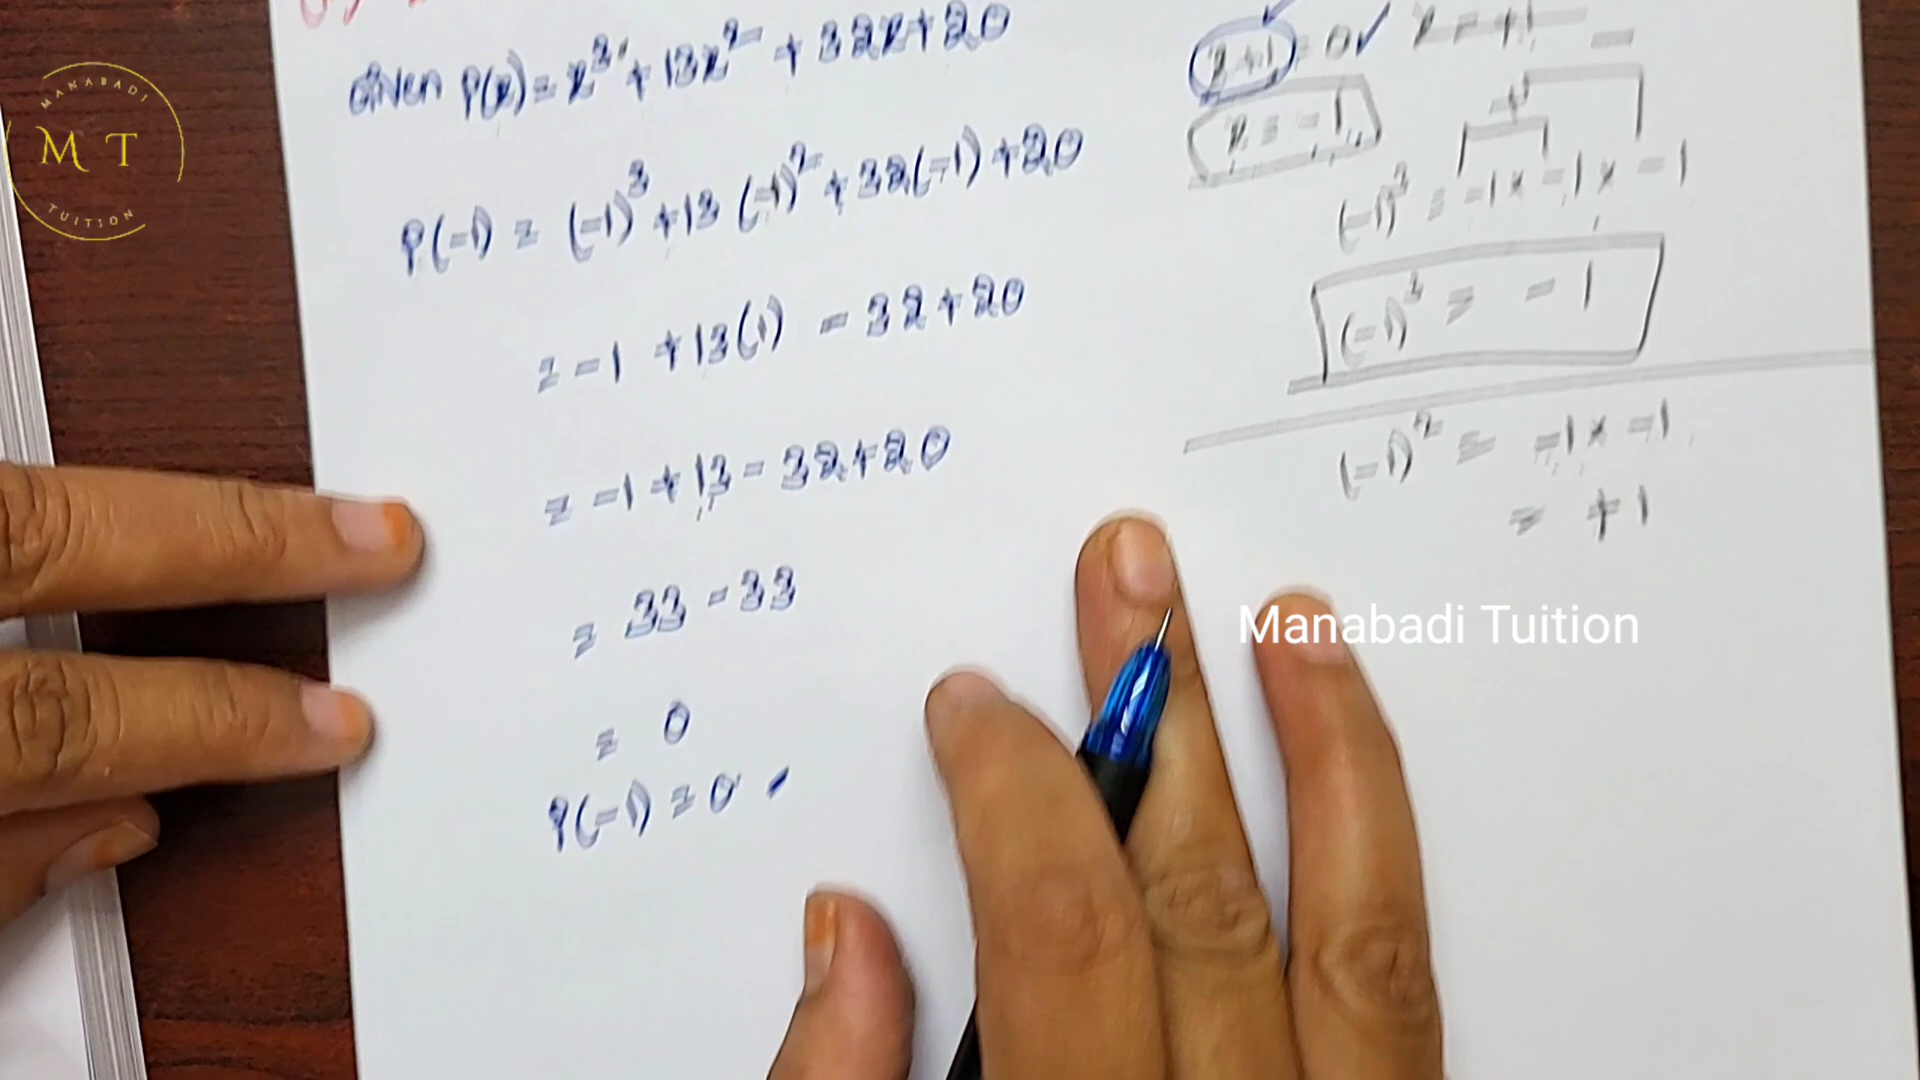 MANABADI
M T
TUITION
Given P(x) = x³ + 13x² + 32x + 20
P(-1) = (-1)³ + 13 (-1)² + 32(-1) + 20
= -1 + 13(1) - 32 + 20
= -1 + 13 - 32 + 20
= 33 - 33
= 0
P(-1) = 0
x+1 = 0 ✓ x = +1
x = -1
+
(-1)³ = -1 x -1 x -1
(-1)³ = -1
(-1)² = -1 x -1
= +1
Manabadi Tuition